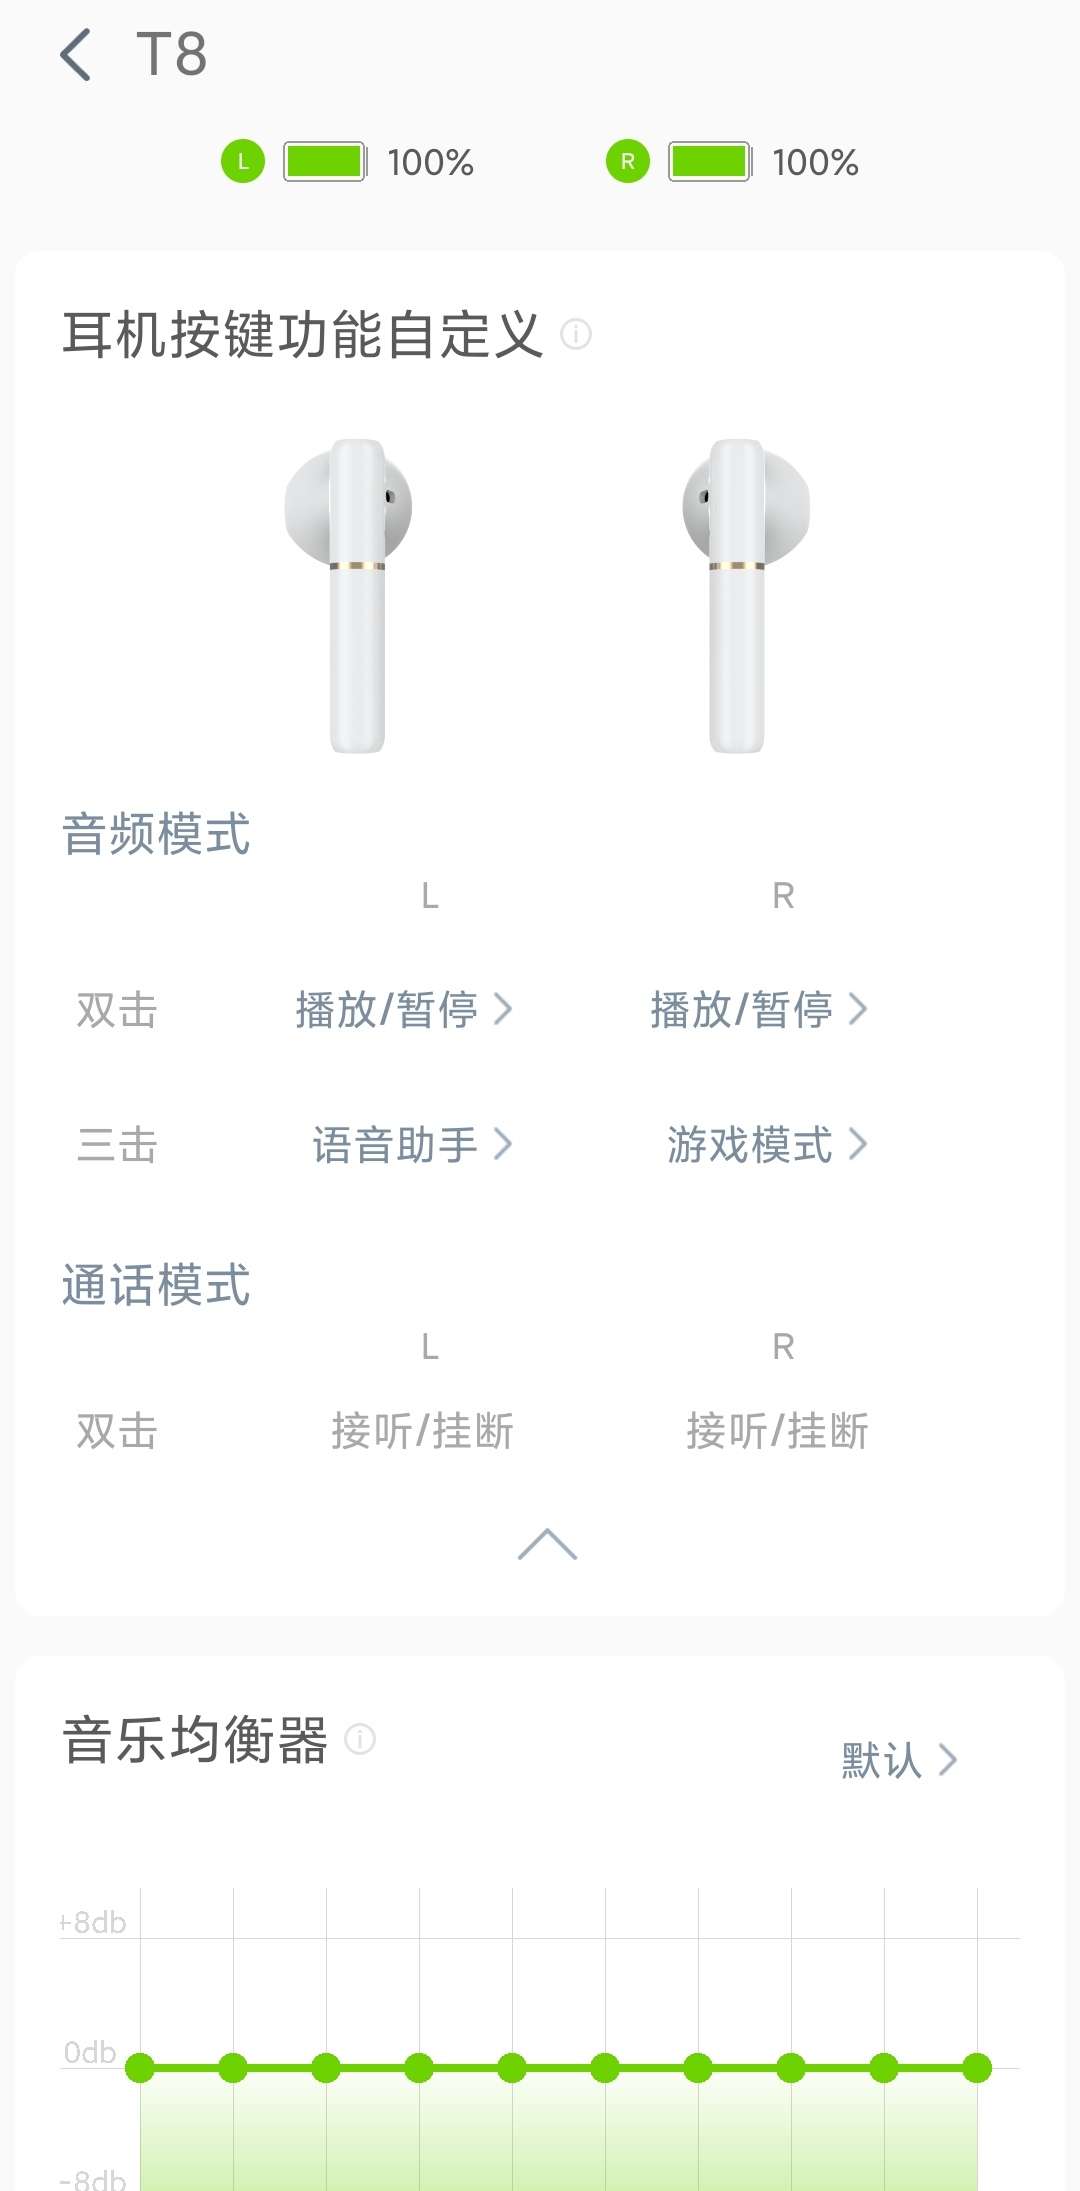 T8
L 100% R 100%
耳机按键功能自定义
音频模式
L R
双击 播放/暂停 播放/暂停
三击 语音助手 游戏模式
通话模式
L R
双击 接听/挂断 接听/挂断
音乐均衡器
默认
+8db
0db
-8db